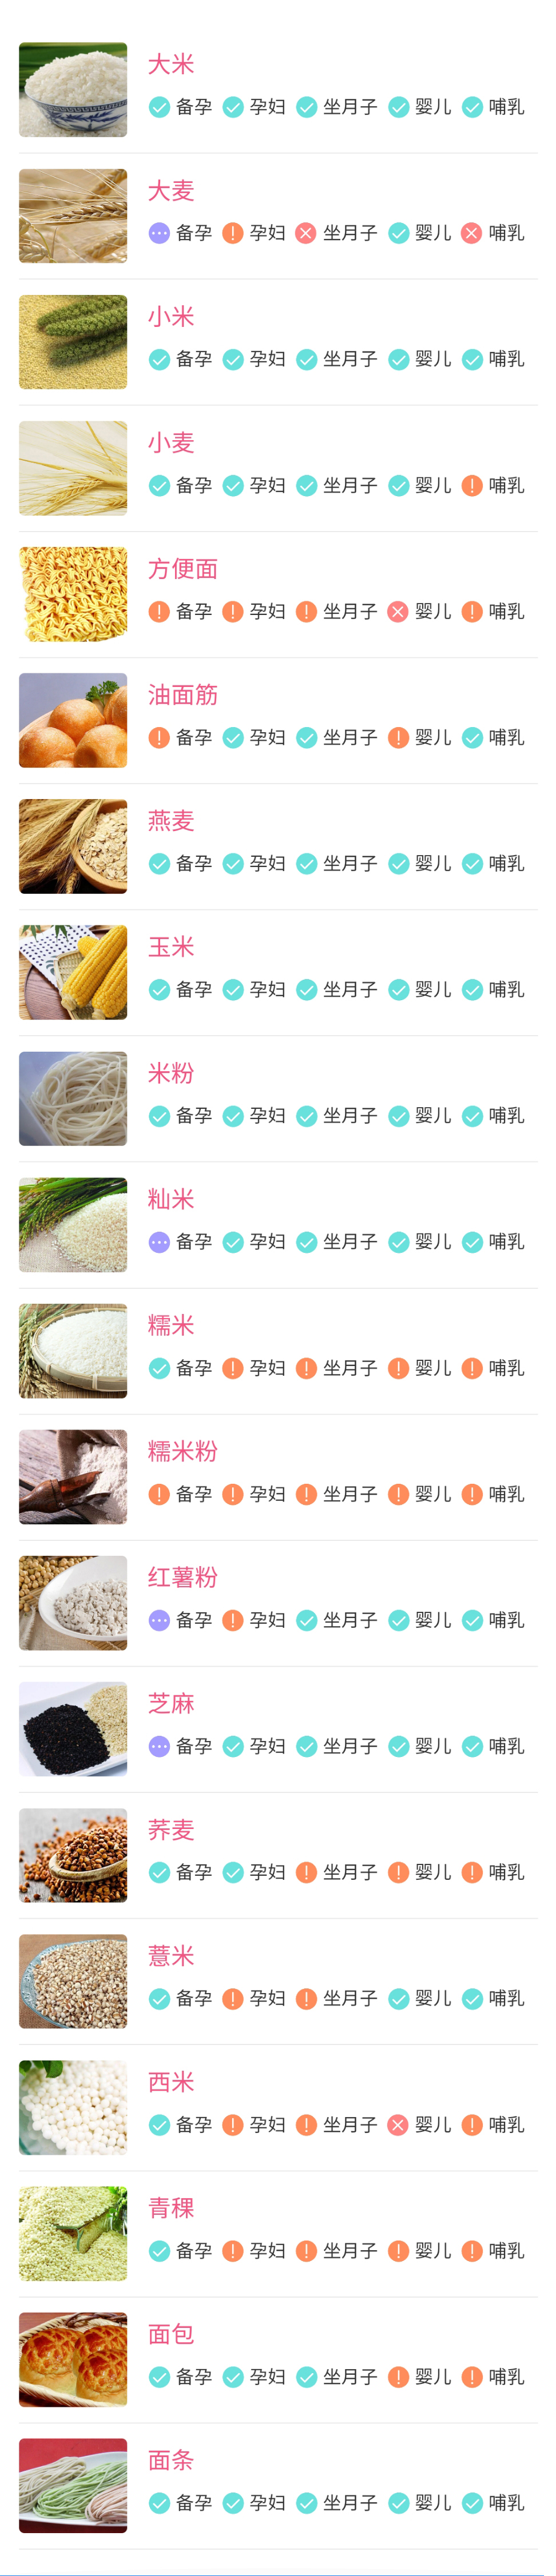 大米
备孕 孕妇 坐月子 婴儿 哺乳
大麦
备孕 孕妇 坐月子 婴儿 哺乳
小米
备孕 孕妇 坐月子 婴儿 哺乳
小麦
备孕 孕妇 坐月子 婴儿 哺乳
方便面
备孕 孕妇 坐月子 婴儿 哺乳
油面筋
备孕 孕妇 坐月子 婴儿 哺乳
燕麦
备孕 孕妇 坐月子 婴儿 哺乳
玉米
备孕 孕妇 坐月子 婴儿 哺乳
米粉
备孕 孕妇 坐月子 婴儿 哺乳
籼米
备孕 孕妇 坐月子 婴儿 哺乳
糯米
备孕 孕妇 坐月子 婴儿 哺乳
糯米粉
备孕 孕妇 坐月子 婴儿 哺乳
红薯粉
备孕 孕妇 坐月子 婴儿 哺乳
芝麻
备孕 孕妇 坐月子 婴儿 哺乳
荞麦
备孕 孕妇 坐月子 婴儿 哺乳
薏米
备孕 孕妇 坐月子 婴儿 哺乳
西米
备孕 孕妇 坐月子 婴儿 哺乳
青稞
备孕 孕妇 坐月子 婴儿 哺乳
面包
备孕 孕妇 坐月子 婴儿 哺乳
面条
备孕 孕妇 坐月子 婴儿 哺乳